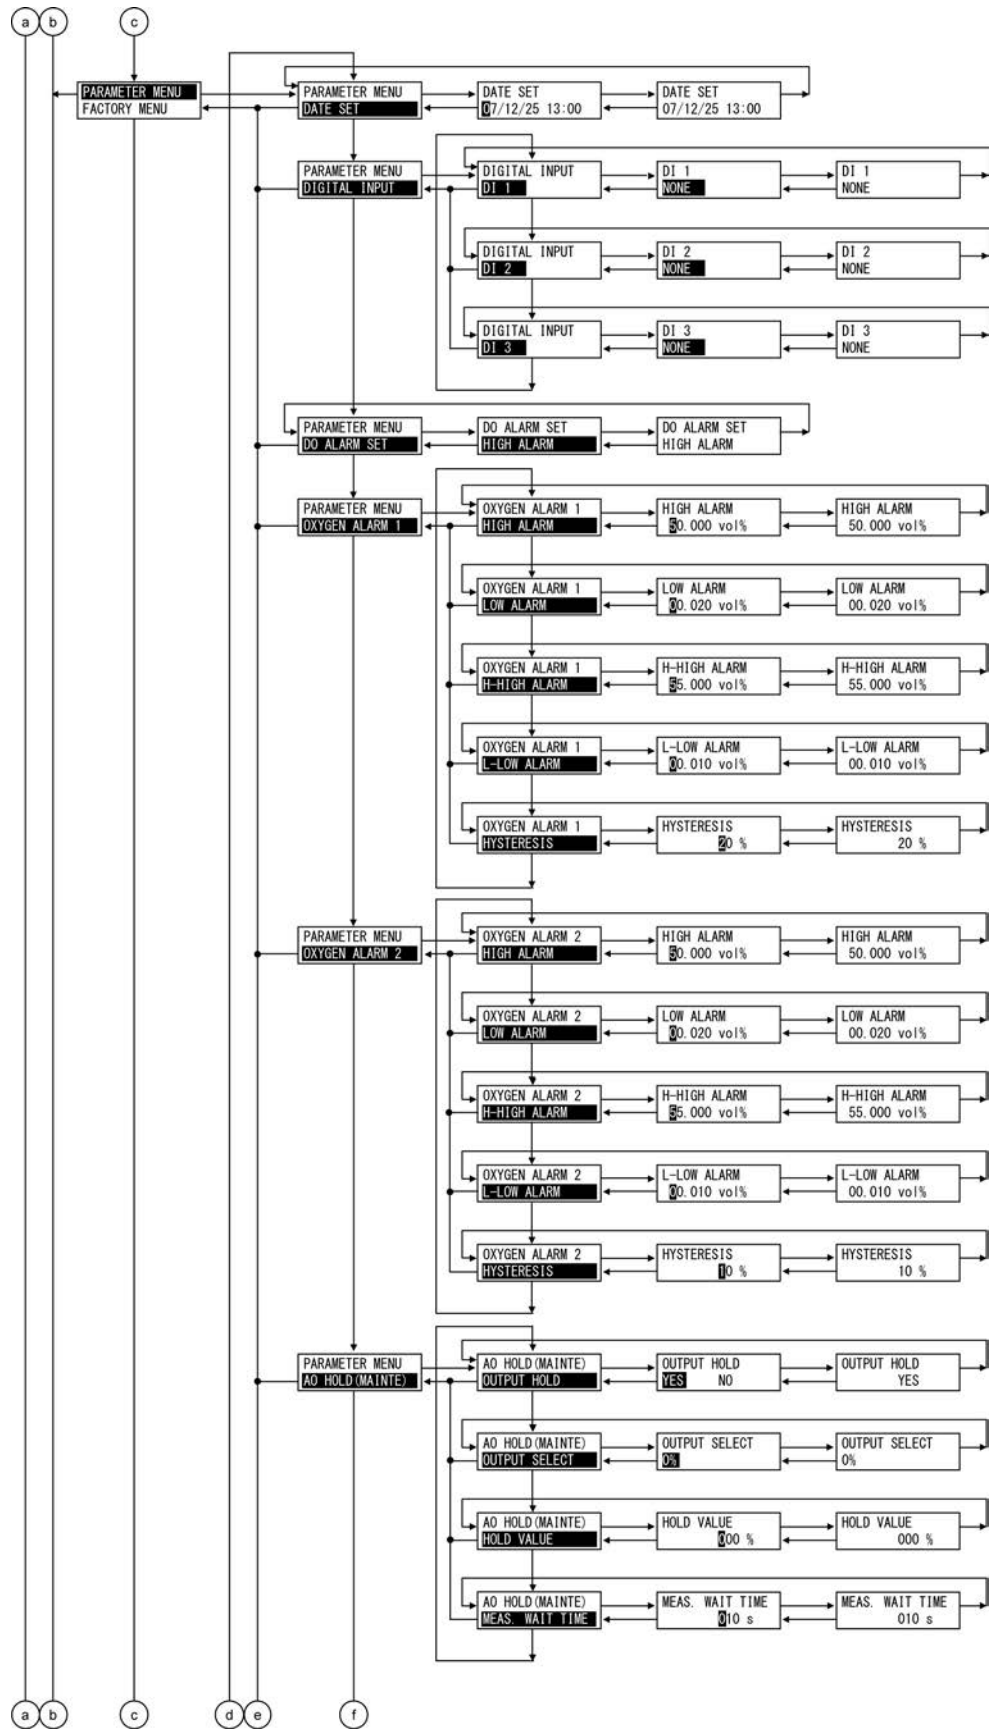 a b c
PARAMETER MENU
FACTORY MENU
PARAMETER MENU
DATE SET
DATE SET
07/12/25 13:00
DATE SET
07/12/25 13:00
PARAMETER MENU
DIGITAL INPUT
DIGITAL INPUT
DI 1
DI 1
NONE
DI 1
NONE
DIGITAL INPUT
DI 2
DI 2
NONE
DI 2
NONE
DIGITAL INPUT
DI 3
DI 3
NONE
DI 3
NONE
PARAMETER MENU
DO ALARM SET
DO ALARM SET
HIGH ALARM
DO ALARM SET
HIGH ALARM
PARAMETER MENU
OXYGEN ALARM 1
OXYGEN ALARM 1
HIGH ALARM
HIGH ALARM
50.000 vol%
HIGH ALARM
50.000 vol%
OXYGEN ALARM 1
LOW ALARM
LOW ALARM
00.020 vol%
LOW ALARM
00.020 vol%
OXYGEN ALARM 1
H-HIGH ALARM
H-HIGH ALARM
55.000 vol%
H-HIGH ALARM
55.000 vol%
OXYGEN ALARM 1
L-LOW ALARM
L-LOW ALARM
00.010 vol%
L-LOW ALARM
00.010 vol%
OXYGEN ALARM 1
HYSTERESIS
HYSTERESIS
20 %
HYSTERESIS
20 %
PARAMETER MENU
OXYGEN ALARM 2
OXYGEN ALARM 2
HIGH ALARM
HIGH ALARM
50.000 vol%
HIGH ALARM
50.000 vol%
OXYGEN ALARM 2
LOW ALARM
LOW ALARM
00.020 vol%
LOW ALARM
00.020 vol%
OXYGEN ALARM 2
H-HIGH ALARM
H-HIGH ALARM
55.000 vol%
H-HIGH ALARM
55.000 vol%
OXYGEN ALARM 2
L-LOW ALARM
L-LOW ALARM
00.010 vol%
L-LOW ALARM
00.010 vol%
OXYGEN ALARM 2
HYSTERESIS
HYSTERESIS
10 %
HYSTERESIS
10 %
PARAMETER MENU
AO HOLD(MAINTE)
AO HOLD(MAINTE)
OUTPUT HOLD
OUTPUT HOLD
YES NO
OUTPUT HOLD
YES
AO HOLD(MAINTE)
OUTPUT SELECT
OUTPUT SELECT
0%
OUTPUT SELECT
0%
AO HOLD(MAINTE)
HOLD VALUE
HOLD VALUE
000 %
HOLD VALUE
000 %
AO HOLD(MAINTE)
MEAS. WAIT TIME
MEAS. WAIT TIME
010 s
MEAS. WAIT TIME
010 s
a b c d e f